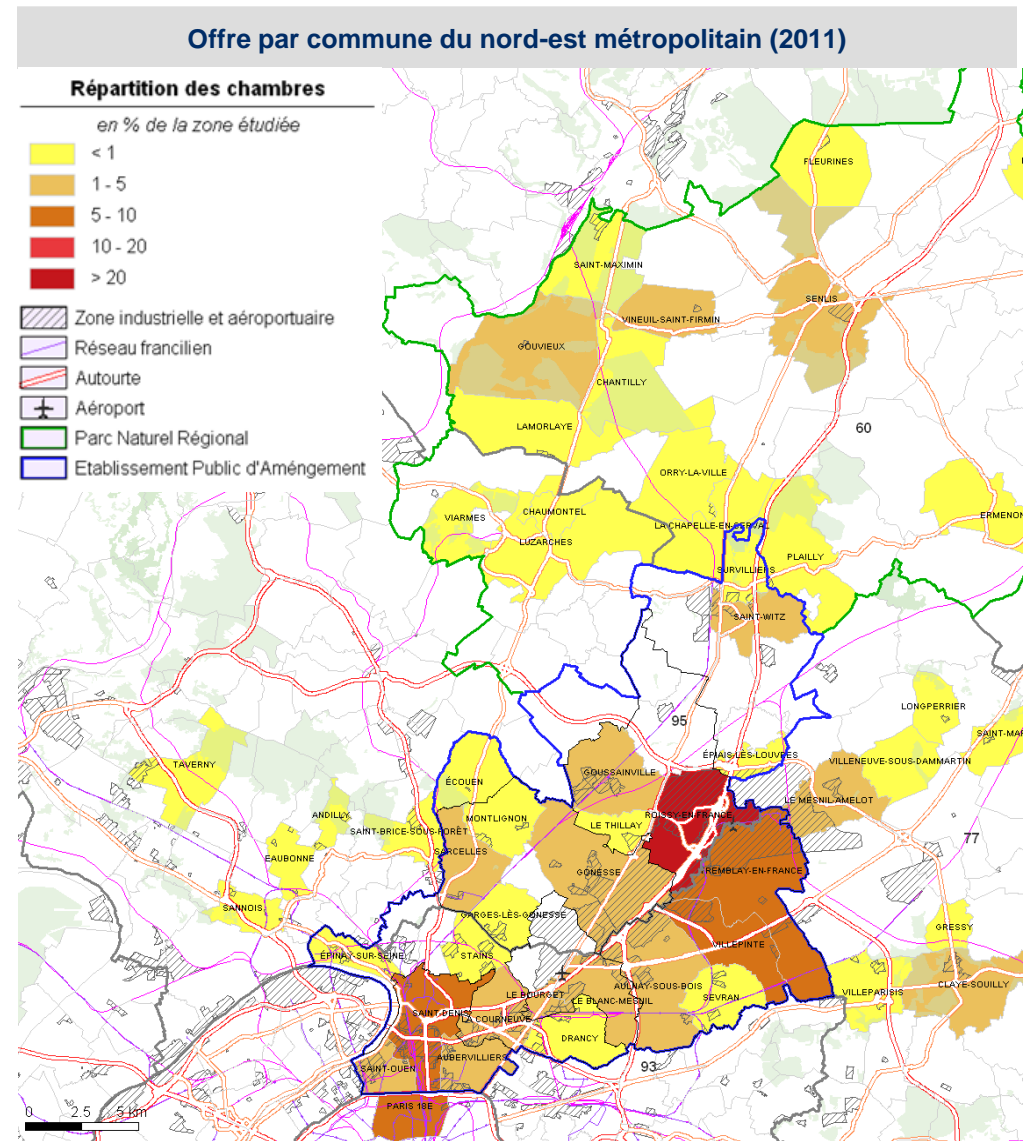 Offre par commune du nord-est métropolitain (2011)
Répartition des chambres
en % de la zone étudiée
< 1
1 - 5
5 - 10
10 - 20
> 20
Zone industrielle et aéroportuaire
Réseau francilien
Autourte
Aéroport
Parc Naturel Régional
Etablissement Public d'Améngement
FLEURINES
SAINT-MAXIMIN
SENLIS
VINEUIL-SAINT-FIRMIN
GOUVIEUX
CHANTILLY
LAMORLAYE
60
ORRY-LA-VILLE
CHAUMONTEL
VIARMES
ERMENON
LA CHAPELLE-EN-SERVAL
LUZARCHES
PLAILLY
SURVILLIERS
SAINT-WITZ
LONGPERRIER
95
SAINT-MAR
ÉPIAIS-LÈS-LOUVRES
VILLENEUVE-SOUS-DAMMARTIN
TAVERNY
GOUSSAINVILLE
ÉCOUEN
LE MESNIL-AMELOT
ANDILLY
MONTLIGNON
ROISSY-EN-FRANCE
LE THILLAY
SAINT-BRICE-SOUS-FORÊT
77
SARCELLES
EAUBONNE
GONESSE
REMBLAY-EN-FRANCE
SANNOIS
GARGES-LÈS-GONESSE
GRESSY
VILLEPINTE
ÉPINAY-SUR-SEINE
STAINS
CLAYE-SOUILLY
AULNAY-SOUS-BOIS
VILLEPARISIS
LE BOURGET
LE BLANC-MESNIL
SEVRAN
SAINT-DENIS
LA COURNEUVE
DRANCY
AUBERVILLIERS
93
SAINT-OUEN
PARIS 18E
0 2.5 5 km